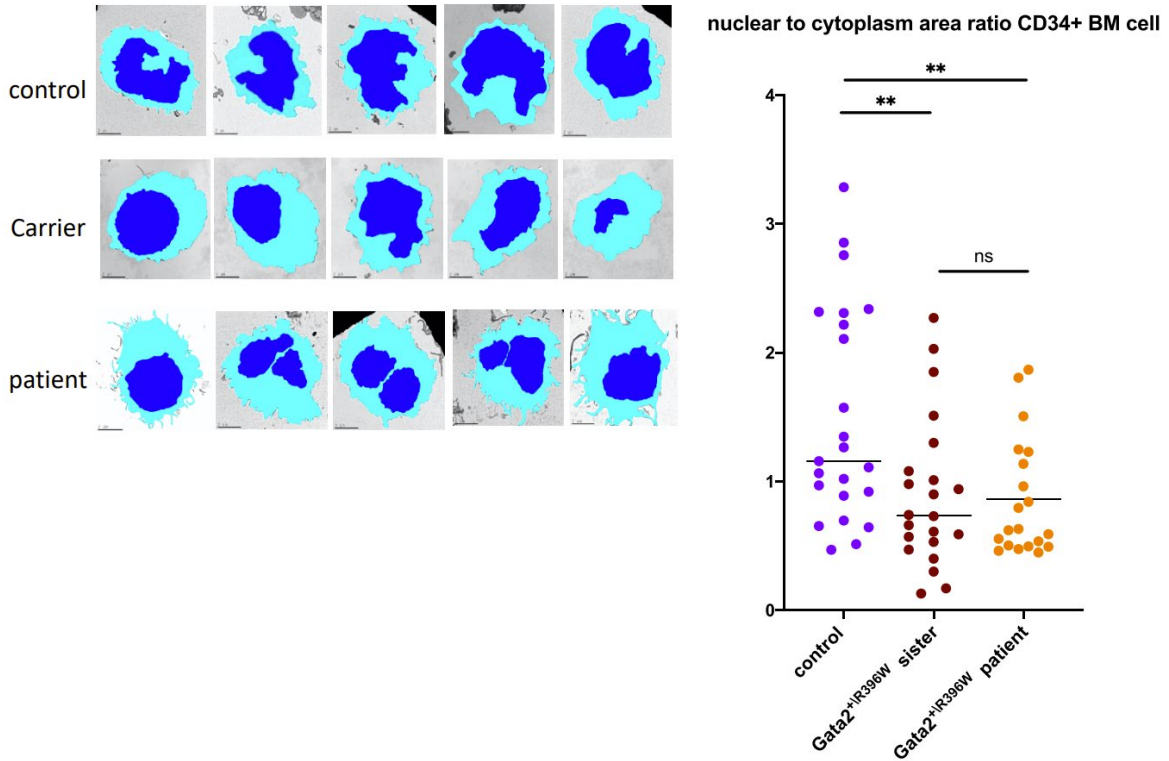 nuclear to cytoplasm area ratio CD34+ BM cell
control
Carrier
patient
**
**
ns
4
3
2
1
0
control
Gata2+\R396W sister
Gata2+\R396W patient